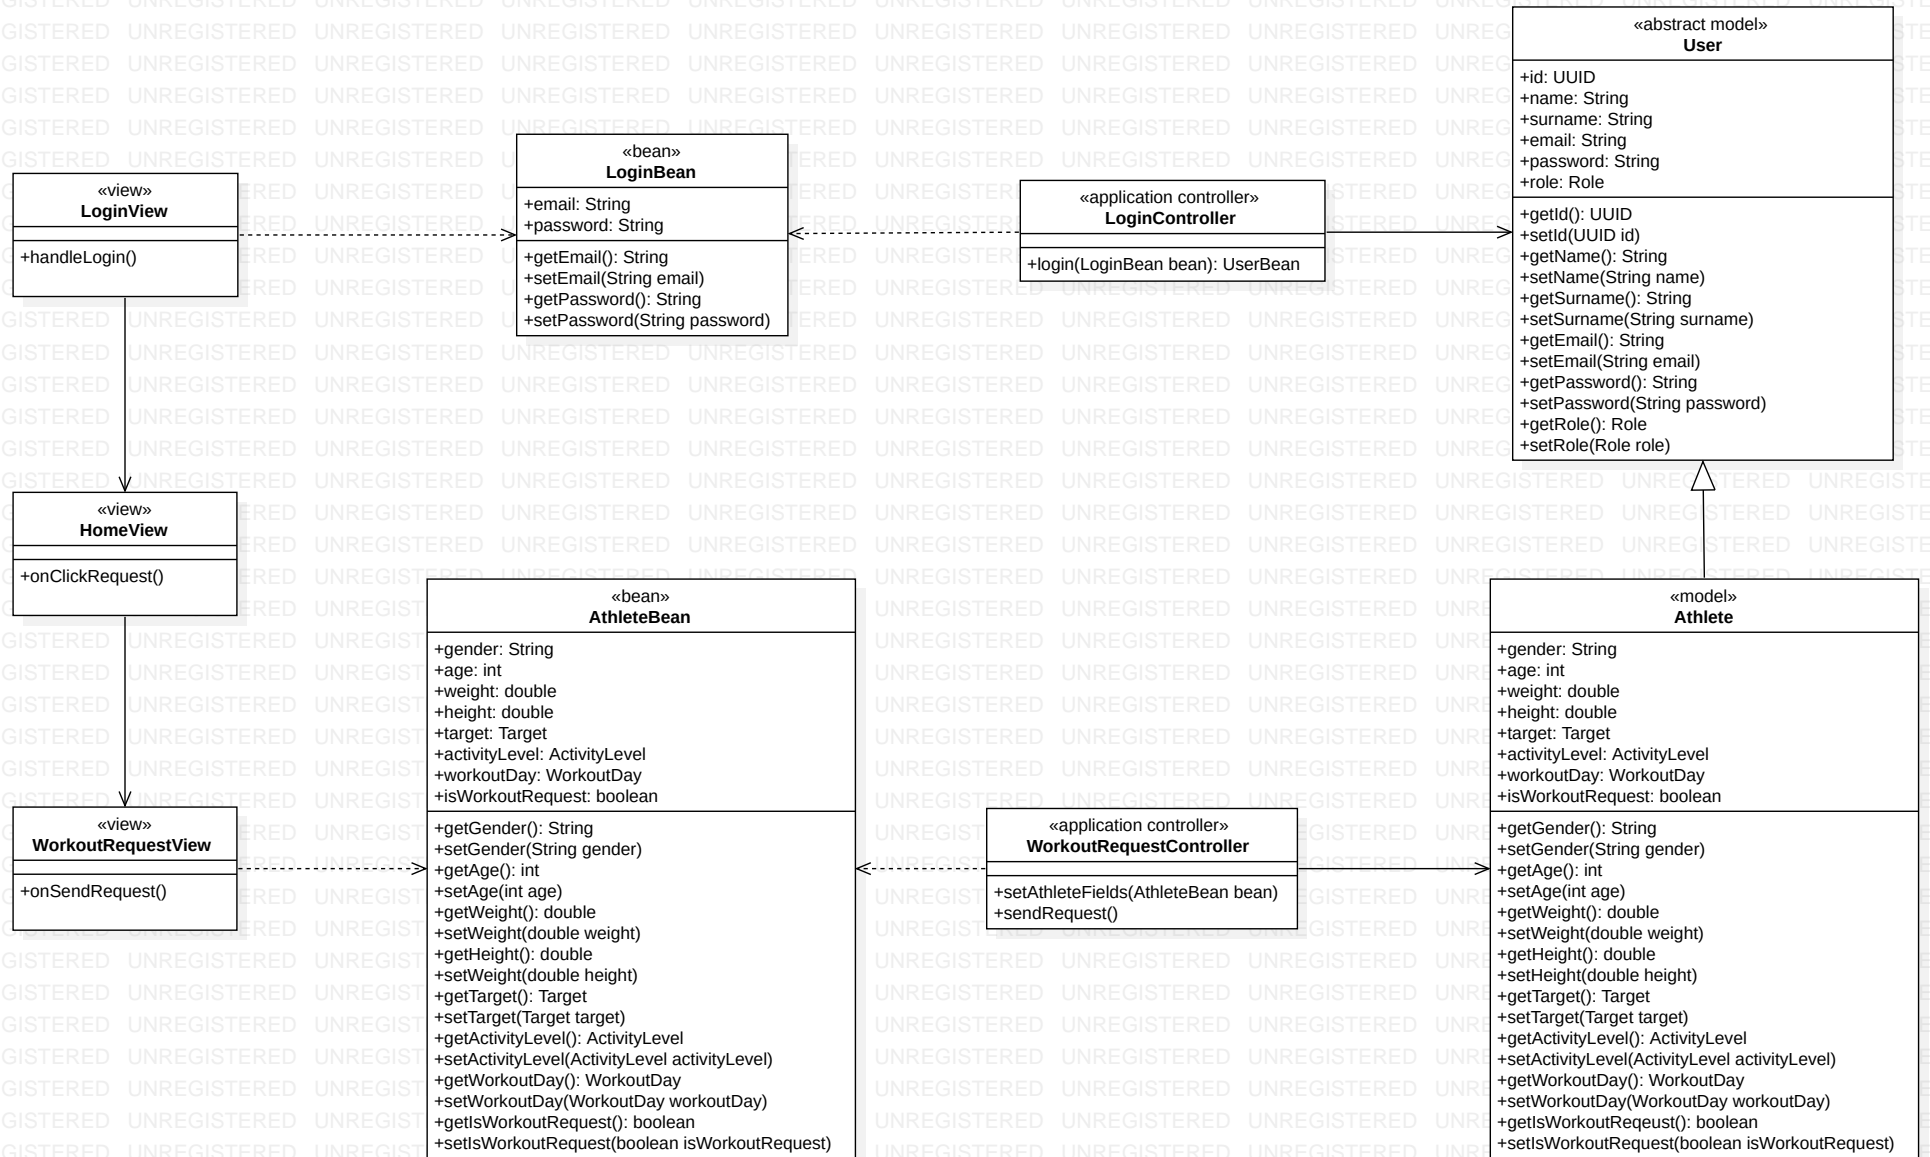 «abstract model»
User
+id: UUID
+name: String
+surname: String
+email: String
+password: String
+role: Role
+getId(): UUID
+setId(UUID id)
+getName(): String
+setName(String name)
+getSurname(): String
+setSurname(String surname)
+getEmail(): String
+setEmail(String email)
+getPassword(): String
+setPassword(String password)
+getRole(): Role
+setRole(Role role)
«bean»
LoginBean
+email: String
+password: String
+getEmail(): String
+setEmail(String email)
+getPassword(): String
+setPassword(String password)
«view»
LoginView
+handleLogin()
«application controller»
LoginController
+login(LoginBean bean): UserBean
«view»
HomeView
+onClickRequest()
«bean»
AthleteBean
+gender: String
+age: int
+weight: double
+height: double
+target: Target
+activityLevel: ActivityLevel
+workoutDay: WorkoutDay
+isWorkoutRequest: boolean
+getGender(): String
+setGender(String gender)
+getAge(): int
+setAge(int age)
+getWeight(): double
+setWeight(double weight)
+getHeight(): double
+setWeight(double height)
+getTarget(): Target
+setTarget(Target target)
+getActivityLevel(): ActivityLevel
+setActivityLevel(ActivityLevel activityLevel)
+getWorkoutDay(): WorkoutDay
+setWorkoutDay(WorkoutDay workoutDay)
+getIsWorkoutRequest(): boolean
+setIsWorkoutRequest(boolean isWorkoutRequest)
«model»
Athlete
+gender: String
+age: int
+weight: double
+height: double
+target: Target
+activityLevel: ActivityLevel
+workoutDay: WorkoutDay
+isWorkoutRequest: boolean
+getGender(): String
+setGender(String gender)
+getAge(): int
+setAge(int age)
+getWeight(): double
+setWeight(double weight)
+getHeight(): double
+setHeight(double height)
+getTarget(): Target
+setTarget(Target target)
+getActivityLevel(): ActivityLevel
+setActivityLevel(ActivityLevel activityLevel)
+getWorkoutDay(): WorkoutDay
+setWorkoutDay(WorkoutDay workoutDay)
+getIsWorkoutReqeust(): boolean
+setIsWorkoutRequest(boolean isWorkoutRequest)
«view»
WorkoutRequestView
+onSendRequest()
«application controller»
WorkoutRequestController
+setAthleteFields(AthleteBean bean)
+sendRequest()
UNREGISTERED